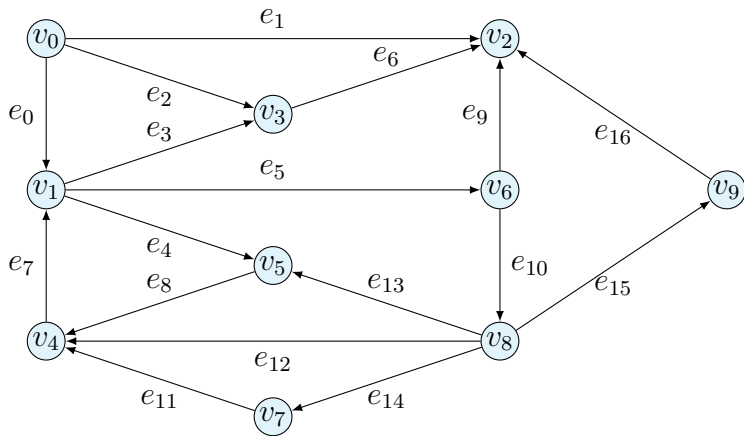 e₁
v₀ v₂
e₂ e₆
e₀ v₃ e₉ e₁₆
e₃
v₁ e₅ v₆ v₉
e₄
e₇ e₈ v₅ e₁₃ e₁₀
e₁₅
v₄ e₁₂ v₈
e₁₁ v₇ e₁₄